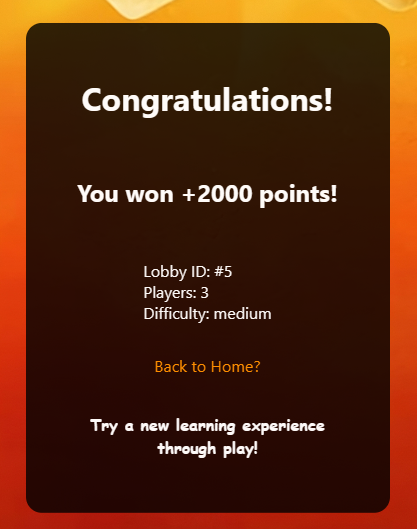 Congratulations!
You won +2000 points!
Lobby ID: #5
Players: 3
Difficulty: medium
Back to Home?
Try a new learning experience
through play!